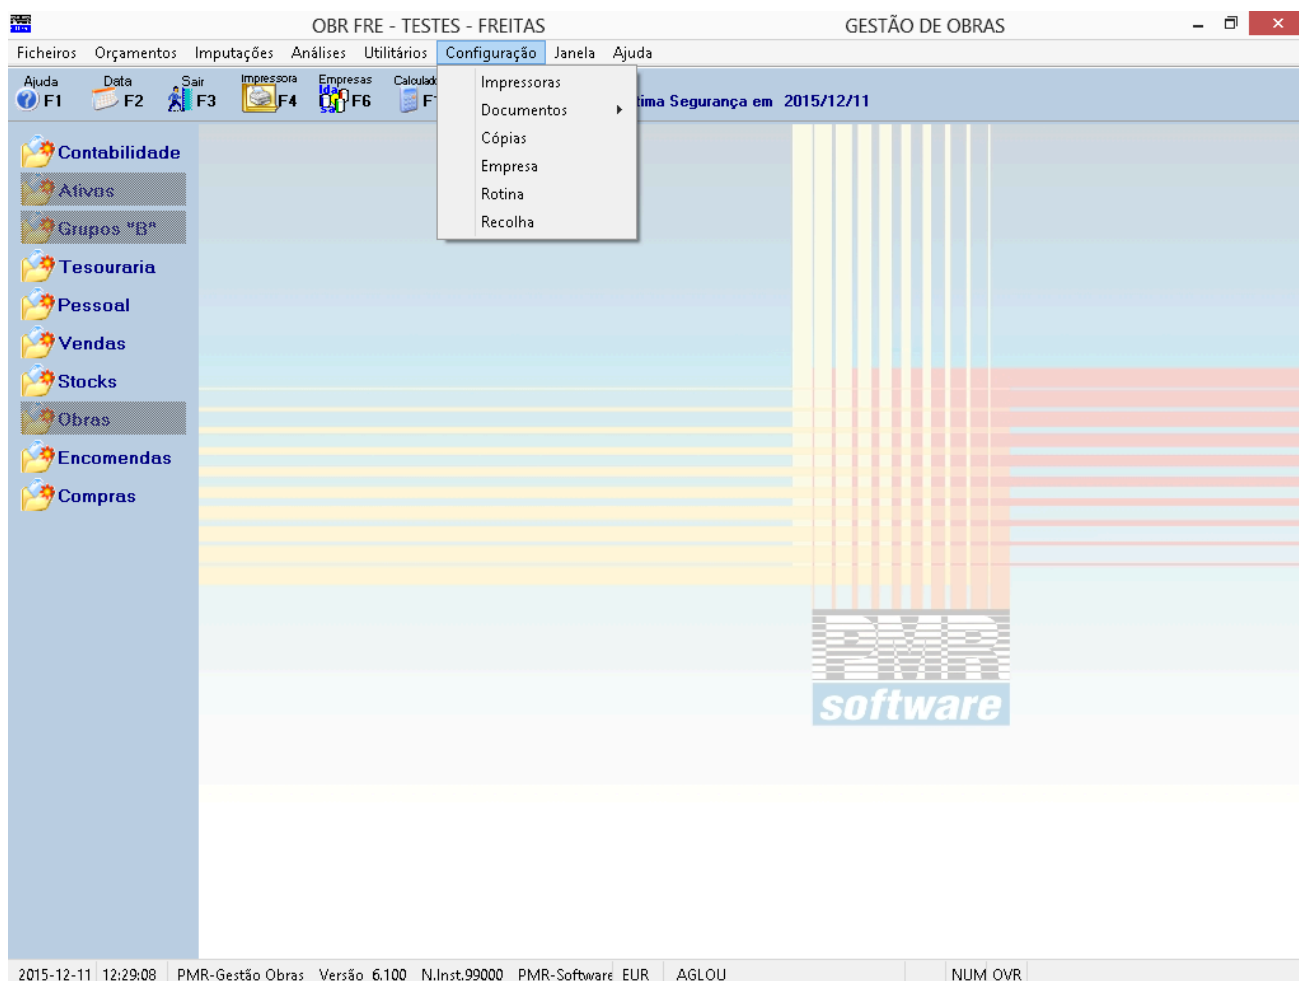 OBR FRE - TESTES - FREITAS GESTÃO DE OBRAS
Ficheiros Orçamentos Imputações Análises Utilitários Configuração Janela Ajuda
Ajuda F1 Data F2 Sair F3 Impressora F4 Empresas F6
tima Segurança em 2015/12/11
Impressoras
Documentos
Cópias
Empresa
Rotina
Recolha
Contabilidade
Ativos
Grupos "B"
Tesouraria
Pessoal
Vendas
Stocks
Obras
Encomendas
Compras
PMR
software
2015-12-11 12:29:08 PMR-Gestão Obras Versão 6.100 N.Inst.99000 PMR-Software EUR AGLOU NUM OVR